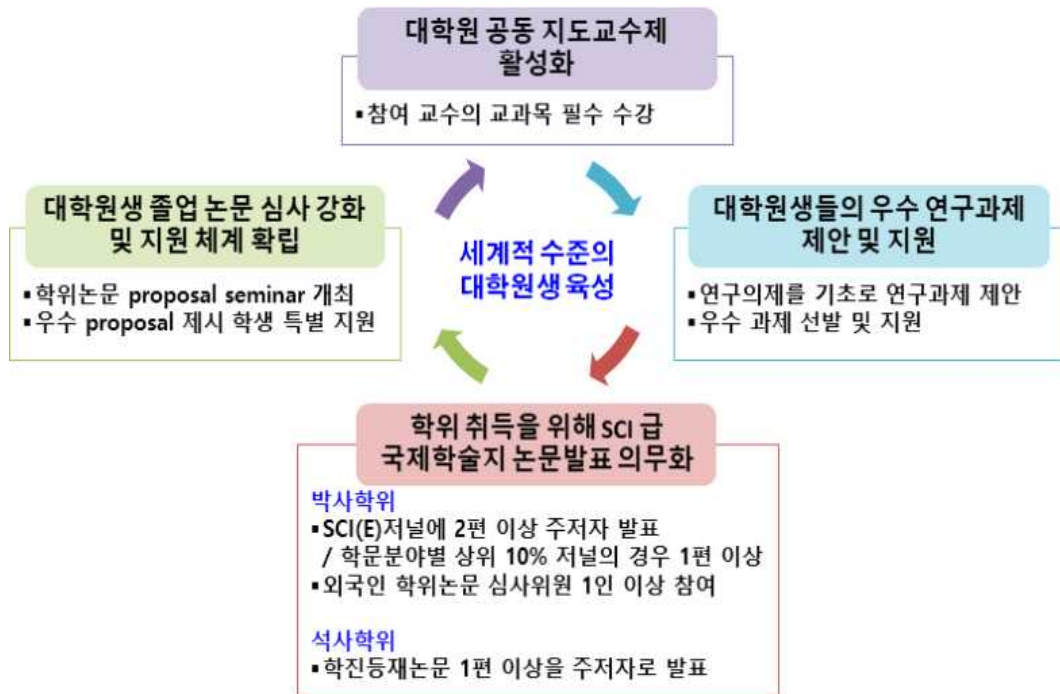 대학원 공동 지도교수제
활성화
▪참여 교수의 교과목 필수 수강
대학원생 졸업 논문 심사 강화
및 지원 체계 확립
▪학위논문 proposal seminar 개최
▪우수 proposal 제시 학생 특별 지원
세계적 수준의
대학원생 육성
대학원생들의 우수 연구과제
제안 및 지원
▪연구의제를 기초로 연구과제 제안
▪우수 과제 선발 및 지원
학위 취득을 위해 SCI 급
국제학술지 논문발표 의무화
박사학위
▪SCI(E)저널에 2편 이상 주저자 발표
/ 학문분야별 상위 10% 저널의 경우 1편 이상
▪외국인 학위논문 심사위원 1인 이상 참여
석사학위
▪학진등재논문 1편 이상을 주저자로 발표